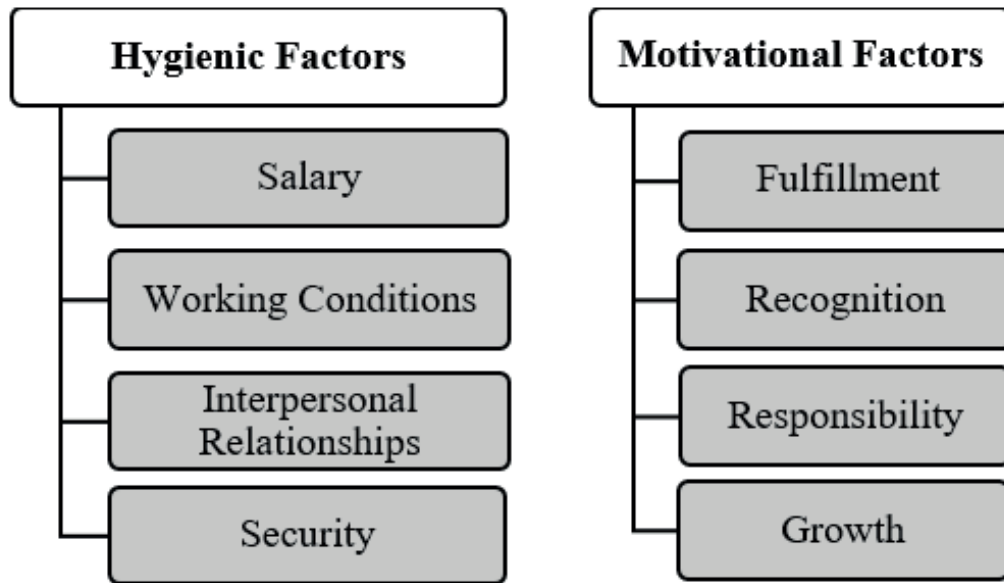 Hygienic Factors
Salary
Working Conditions
Interpersonal
Relationships
Security
Motivational Factors
Fulfillment
Recognition
Responsibility
Growth